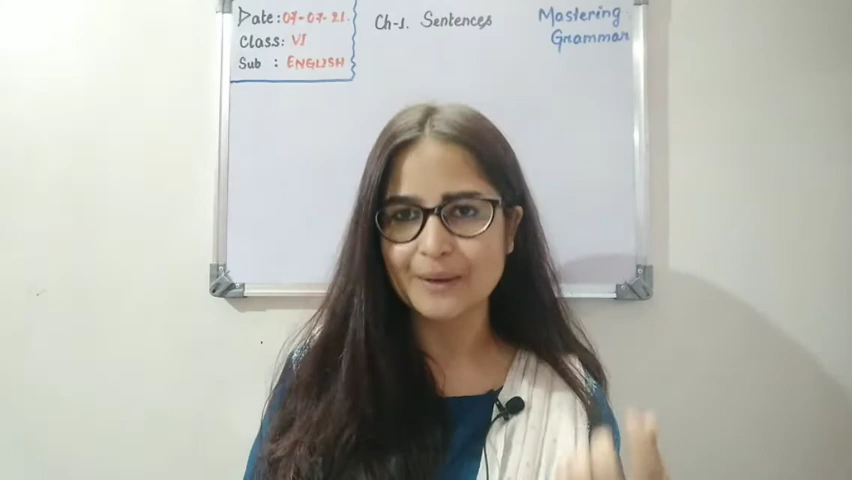 Date: 07-07-21.
Class: VI
Sub : ENGLISH
Ch-1. Sentences
Mastering
Grammar